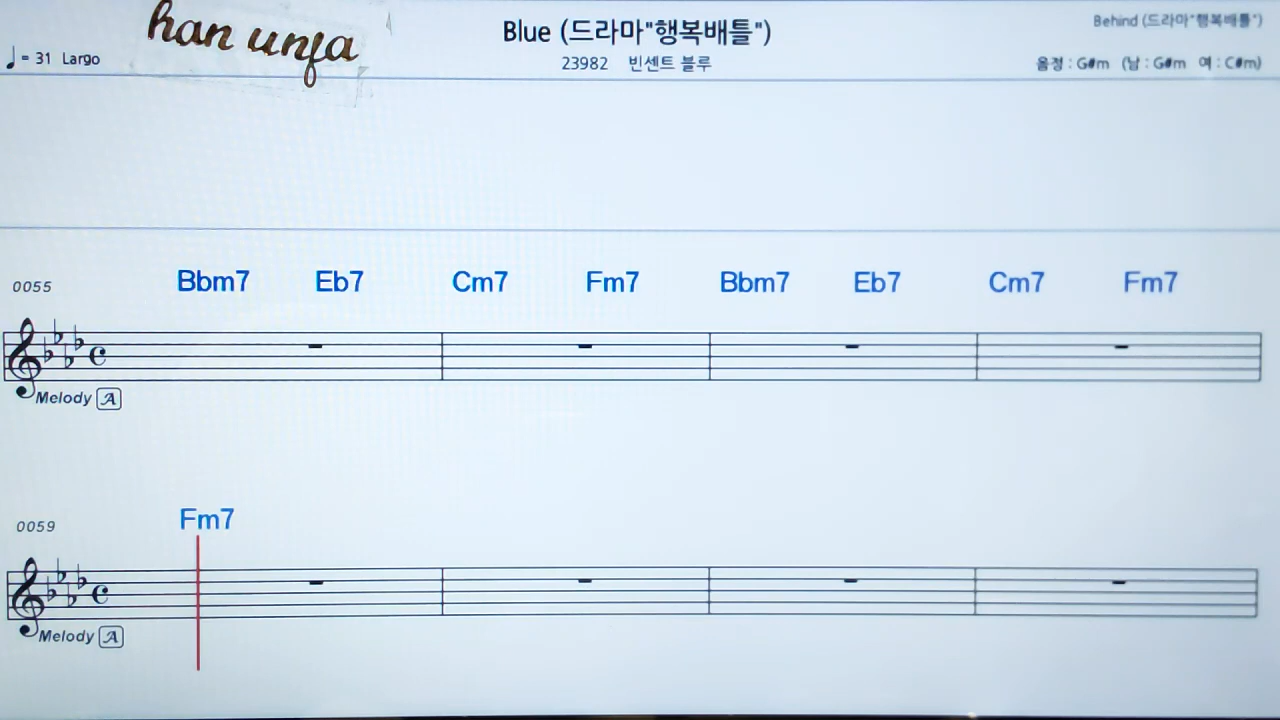 han unfa
Blue (드라마"행복배틀")
Behind (드라마"행복배틀")
♩ = 31 Largo
23982 빈센트 블루
음정 : G#m (남 : G#m 여 : C#m)
0055
Bbm7 Eb7 Cm7 Fm7 Bbm7 Eb7 Cm7 Fm7
Melody A
0059
Fm7
Melody A